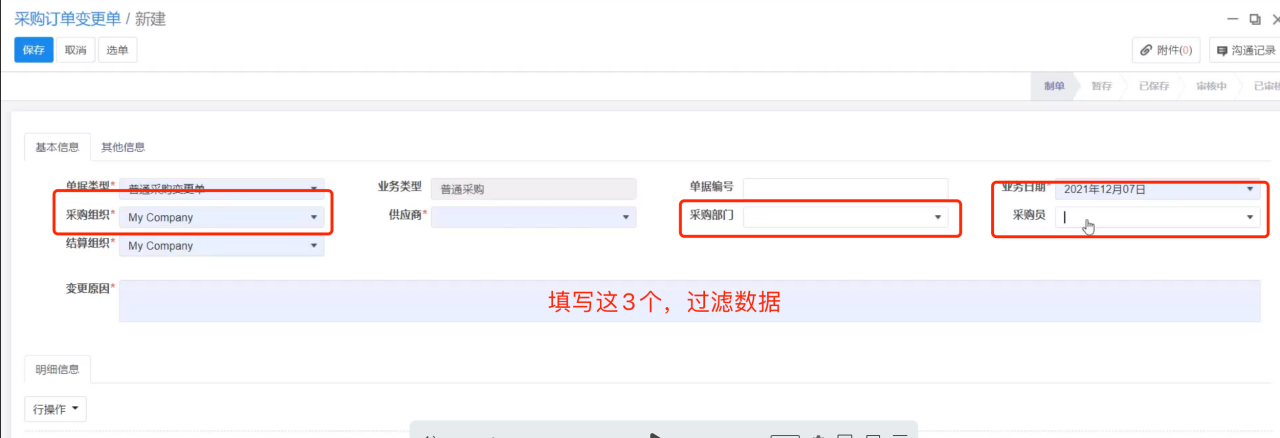 采购订单变更单 / 新建
保存 取消 选单 附件(0) 沟通记录
制单 暂存 已保存 审核中 已审核
基本信息 其他信息
单据类型* 普通采购变更单 业务类型 普通采购 单据编号 业务日期* 2021年12月07日
采购组织* My Company 供应商* 采购部门 采购员
结算组织* My Company
变更原因*
填写这3个，过滤数据
明细信息
行操作